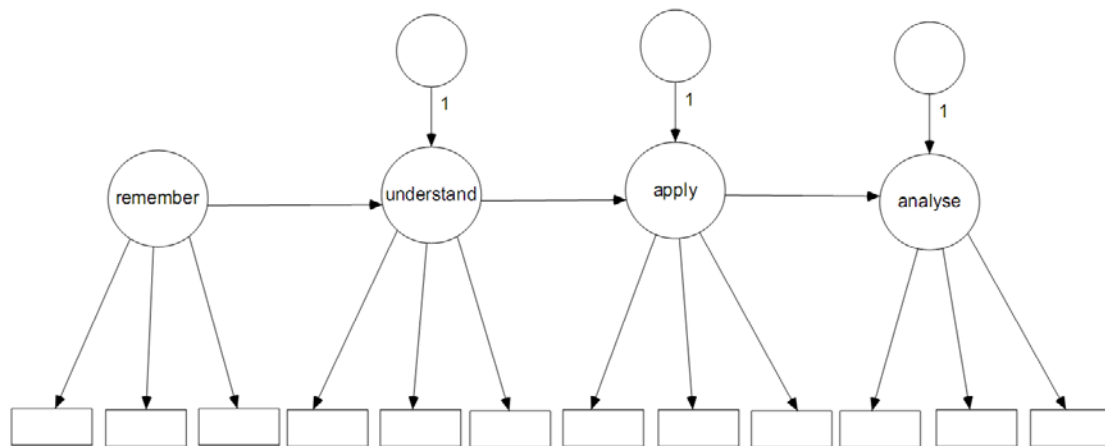 1
1
1
remember
understand
apply
analyse